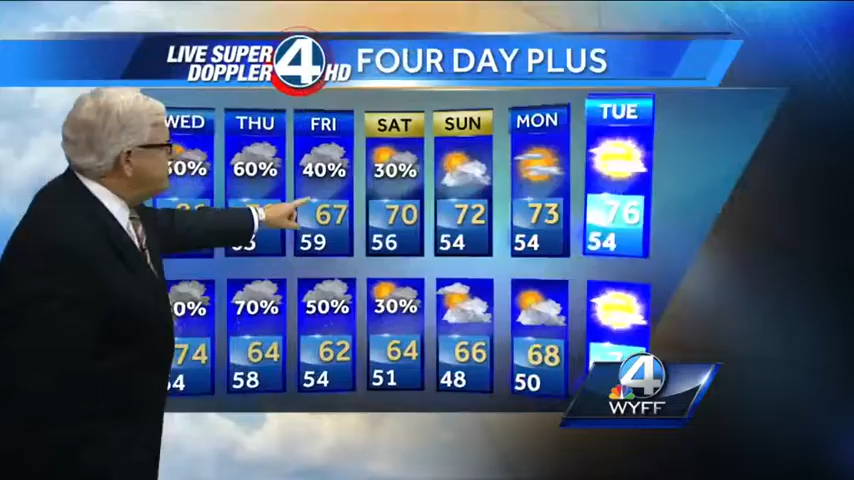 LIVE SUPER
DOPPLER 4 HD
FOUR DAY PLUS
WED THU FRI SAT SUN MON TUE
60% 40% 30%
67 70 72 73 76
59 56 54 54 54
70% 50% 30%
74 64 62 64 66 68
58 54 51 48 50
4
WYFF